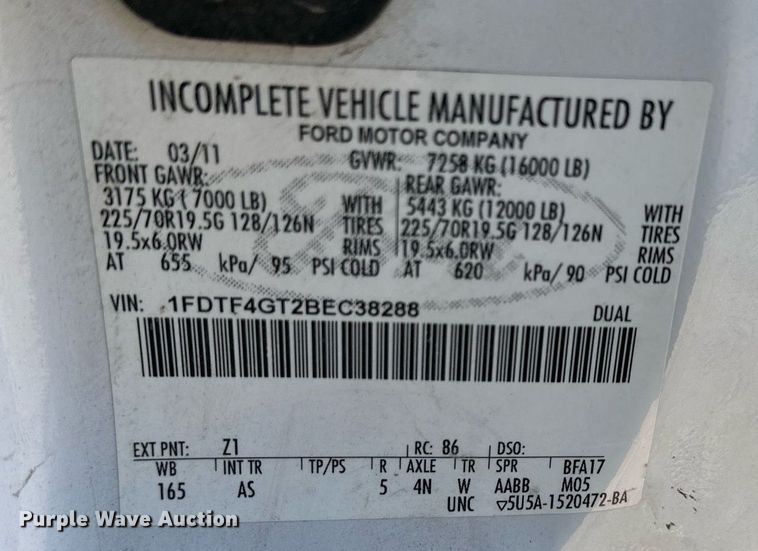 INCOMPLETE VEHICLE MANUFACTURED BY
FORD MOTOR COMPANY
DATE: 03/11 GVWR: 7258 KG (16000 LB)
FRONT GAWR: REAR GAWR:
3175 KG ( 7000 LB) WITH 5443 KG (12000 LB) WITH
225/70R19.5G 128/126N TIRES 225/70R19.5G 128/126N TIRES
19.5x6.0RW RIMS 19.5x6.0RW RIMS
AT 655 kPa/ 95 PSI COLD AT 620 kPa/ 90 PSI COLD
VIN: 1FDTF4GT2BEC38288 DUAL
EXT PNT: Z1 RC: 86 DSO:
WB INT TR TP/PS R AXLE TR SPR BFA17
165 AS 5 4N W AABB M05
UNC ▽5U5A-1520472-BA
Purple Wave Auction